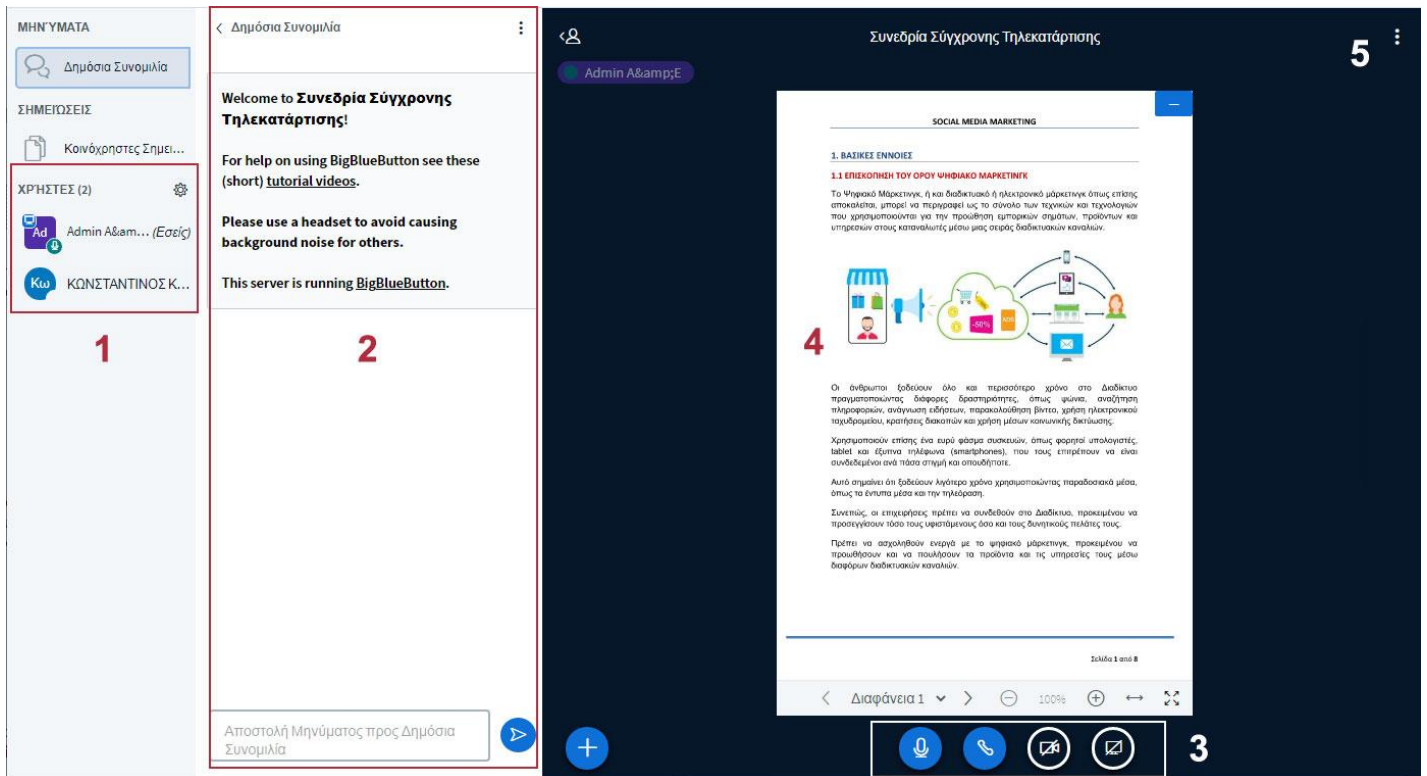 ΜΗΝΎΜΑΤΑ
Δημόσια Συνομιλία
ΣΗΜΕΙΏΣΕΙΣ
Κοινόχρηστες Σημει...
ΧΡΉΣΤΕΣ (2)
Ad
Admin A&am... (Εσείς)
Κω
ΚΩΝΣΤΑΝΤΙΝΟΣ Κ...
1
Δημόσια Συνομιλία
Welcome to Συνεδρία Σύγχρονης
Τηλεκατάρτισης!
For help on using BigBlueButton see these
(short) tutorial videos.
Please use a headset to avoid causing
background noise for others.
This server is running BigBlueButton.
2
Αποστολή Μηνύματος προς Δημόσια
Συνομιλία
Συνεδρία Σύγχρονης Τηλεκατάρτισης
5
Admin A&amp;E
SOCIAL MEDIA MARKETING
1. ΒΑΣΙΚΕΣ ΕΝΝΟΙΕΣ
1.1 ΕΠΙΣΚΟΠΗΣΗ ΤΟΥ ΟΡΟΥ ΨΗΦΙΑΚΟ ΜΑΡΚΕΤΙΝΓΚ
Το Ψηφιακό Μάρκετινγκ, ή και διαδικτυακό ή ηλεκτρονικό μάρκετινγκ όπως επίσης
αποκαλείται, μπορεί να περιγραφεί ως το σύνολο των τεχνικών και τεχνολογιών
που χρησιμοποιούνται για την προώθηση εμπορικών σημάτων, προϊόντων και
υπηρεσιών στους καταναλωτές μέσω μιας σειράς διαδικτυακών καναλιών.
-50%
4
Οι άνθρωποι ξοδεύουν όλο και περισσότερο χρόνο στο Διαδίκτυο
πραγματοποιώντας διάφορες δραστηριότητες, όπως ψώνια, αναζήτηση
πληροφοριών, ανάγνωση ειδήσεων, παρακολούθηση βίντεο, χρήση ηλεκτρονικού
ταχυδρομείου, κρατήσεις διακοπών και χρήση μέσων κοινωνικής δικτύωσης.
Χρησιμοποιούν επίσης ένα ευρύ φάσμα συσκευών, όπως φορητοί υπολογιστές,
tablet και έξυπνα τηλέφωνα (smartphones), που τους επιτρέπουν να είναι
συνδεδεμένοι ανά πάσα στιγμή και οπουδήποτε.
Αυτό σημαίνει ότι ξοδεύουν λιγότερο χρόνο χρησιμοποιώντας παραδοσιακά μέσα,
όπως τα έντυπα μέσα και την τηλεόραση.
Συνεπώς, οι επιχειρήσεις πρέπει να συνδεθούν στο Διαδίκτυο, προκειμένου να
προσεγγίσουν τόσο τους υφιστάμενους όσο και τους δυνητικούς πελάτες τους.
Πρέπει να ασχοληθούν ενεργά με το ψηφιακό μάρκετινγκ, προκειμένου να
προωθήσουν και να πουλήσουν τα προϊόντα και τις υπηρεσίες τους μέσω
διαφόρων διαδικτυακών καναλιών.
Σελίδα 1 από 8
Διαφάνεια 1
100%
3